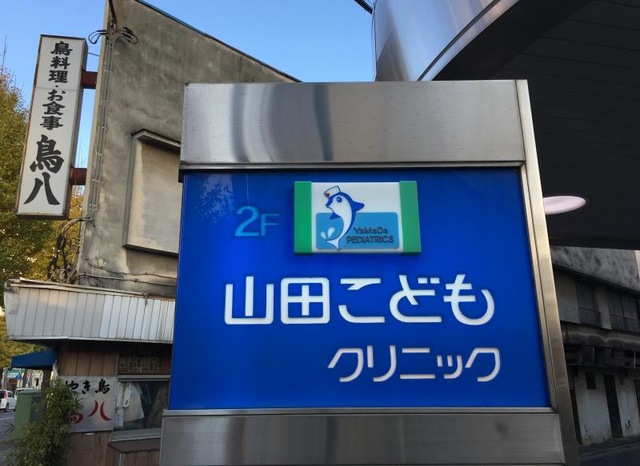 鳥料理・お食事
鳥八
2F
YaMaDa
PEDIATRICS
山田こども
クリニック
やき鳥
鳥八